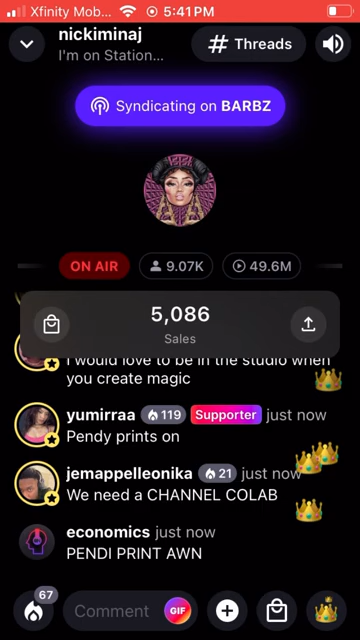 Xfinity Mob... 5:41PM
nickiminaj
I'm on Station...
# Threads
Syndicating on BARBZ
ON AIR 9.07K 49.6M
5,086
Sales
I would love to be in the studio when
you create magic
yumirraa 119 Supporter just now
Pendy prints on
jemappelleonika 21 just now
We need a CHANNEL COLAB
economics just now
PENDI PRINT AWN
67
Comment GIF